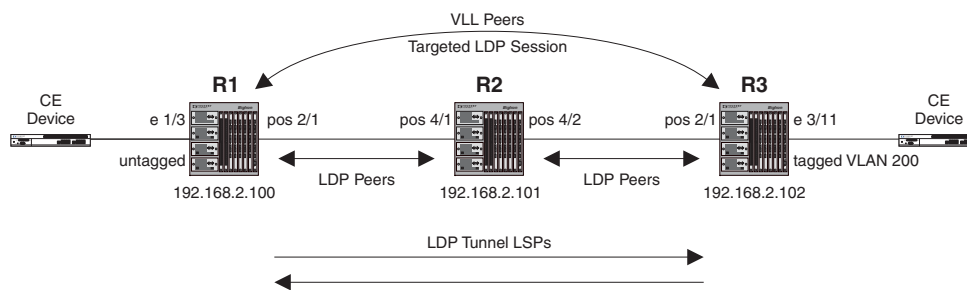 VLL Peers
Targeted LDP Session
R1
R2
R3
CE
Device
e 1/3
pos 2/1
pos 4/1
pos 4/2
pos 2/1
e 3/11
CE
Device
untagged
LDP Peers
LDP Peers
tagged VLAN 200
192.168.2.100
192.168.2.101
192.168.2.102
LDP Tunnel LSPs